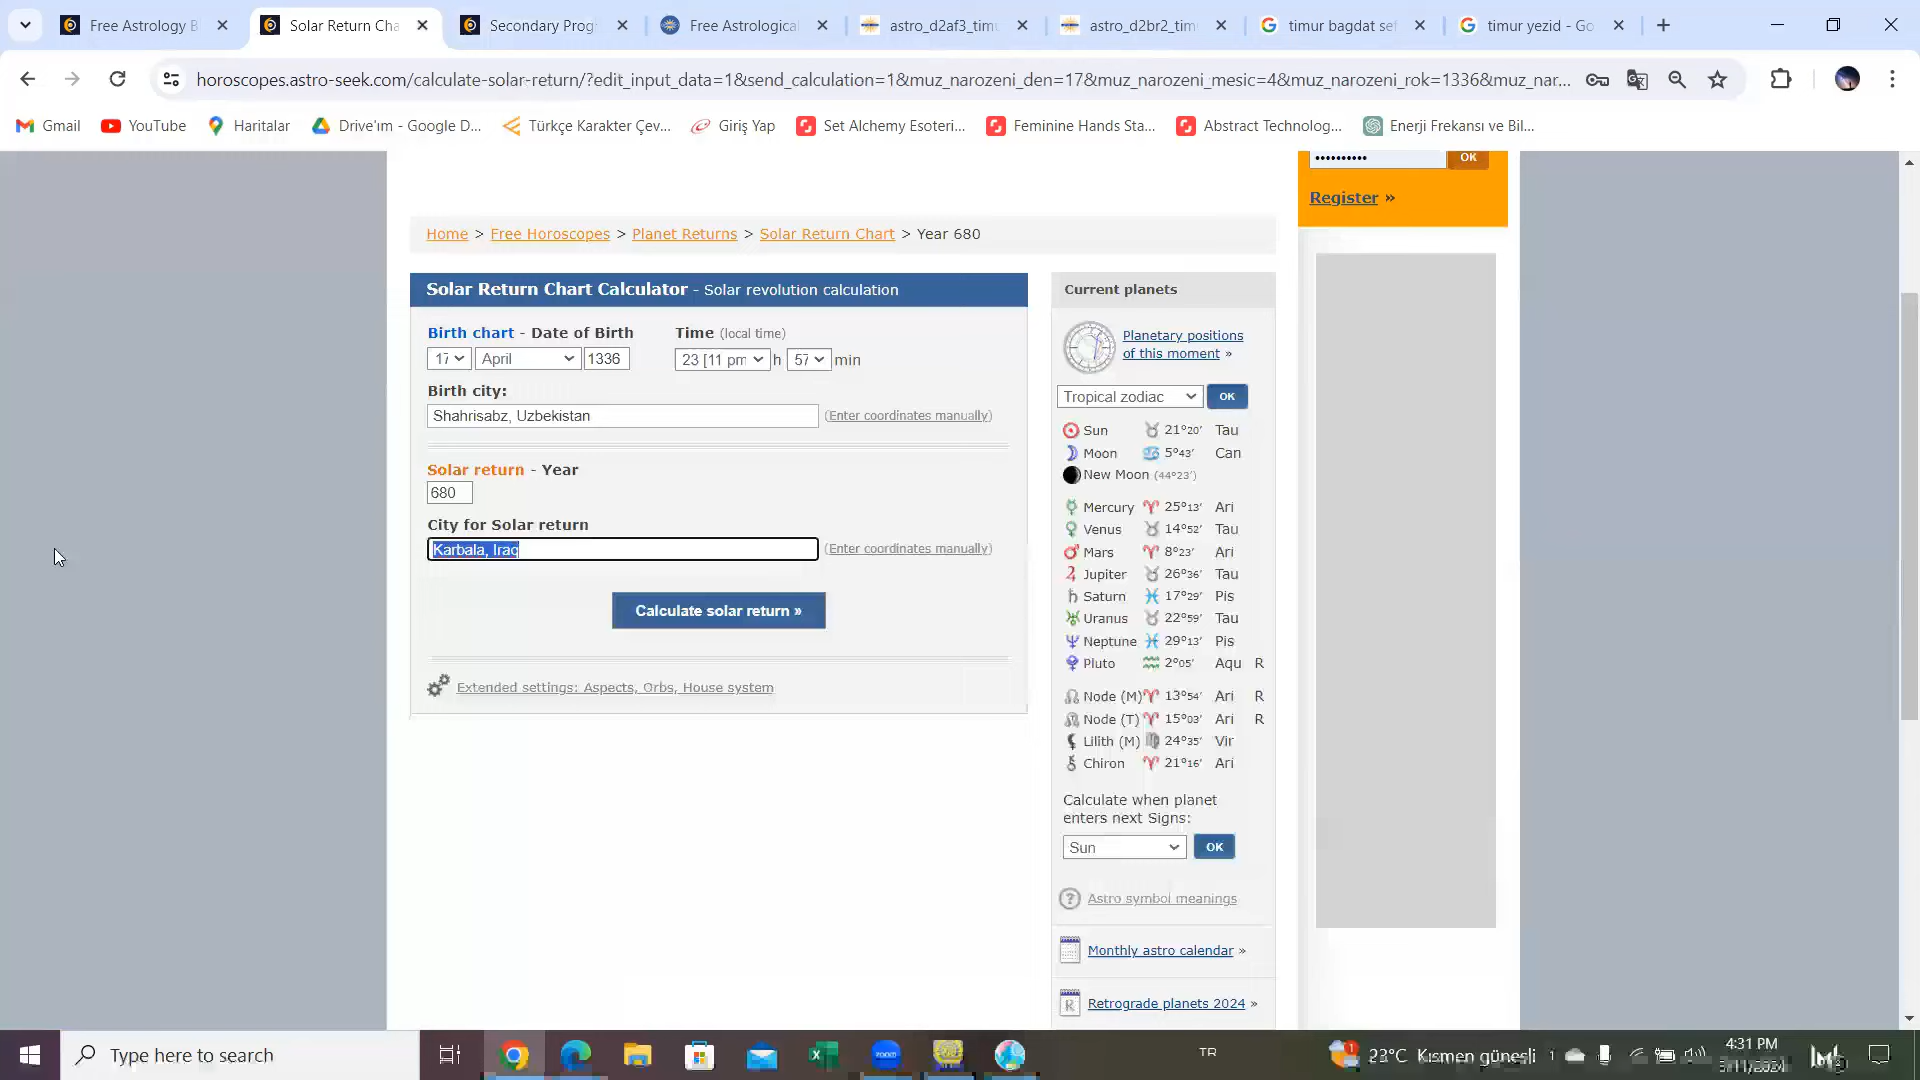 Free Astrology B
Solar Return Cha
Secondary Prog
Free Astrological
astro_d2af3_timu
astro_d2br2_tim
timur bagdat sef
timur yezid - Go
horoscopes.astro-seek.com/calculate-solar-return/?edit_input_data=1&send_calculation=1&muz_narozeni_den=17&muz_narozeni_mesic=4&muz_narozeni_rok=1336&muz_nar...
Gmail
YouTube
Haritalar
Drive'ım - Google D...
Türkçe Karakter Çev...
Giriş Yap
Set Alchemy Esoteri...
Feminine Hands Sta...
Abstract Technolog...
Enerji Frekansı ve Bil...
•••••••••• OK
Register »
Home > Free Horoscopes > Planet Returns > Solar Return Chart > Year 680
Solar Return Chart Calculator - Solar revolution calculation
Birth chart - Date of Birth
Time (local time)
17 April 1336
23 [11 pm h 57 min
Birth city:
Shahrisabz, Uzbekistan
(Enter coordinates manually)
Solar return - Year
680
City for Solar return
Karbala, Iraq
(Enter coordinates manually)
Calculate solar return »
Extended settings: Aspects, Orbs, House system
Current planets
Planetary positions
of this moment »
Tropical zodiac OK
Sun 21°20' Tau
Moon 5°43' Can
New Moon (44°23')
Mercury 25°13' Ari
Venus 14°52' Tau
Mars 8°23' Ari
Jupiter 26°36' Tau
Saturn 17°29' Pis
Uranus 22°59' Tau
Neptune 29°13' Pis
Pluto 2°05' Aqu R
Node (M) 13°54' Ari R
Node (T) 15°03' Ari R
Lilith (M) 24°35' Vir
Chiron 21°16' Ari
Calculate when planet
enters next Signs:
Sun OK
? Astro symbol meanings
Monthly astro calendar »
R Retrograde planets 2024 »
Type here to search
zoom
TR
1
23°C Kısmen güneşli
4:31 PM